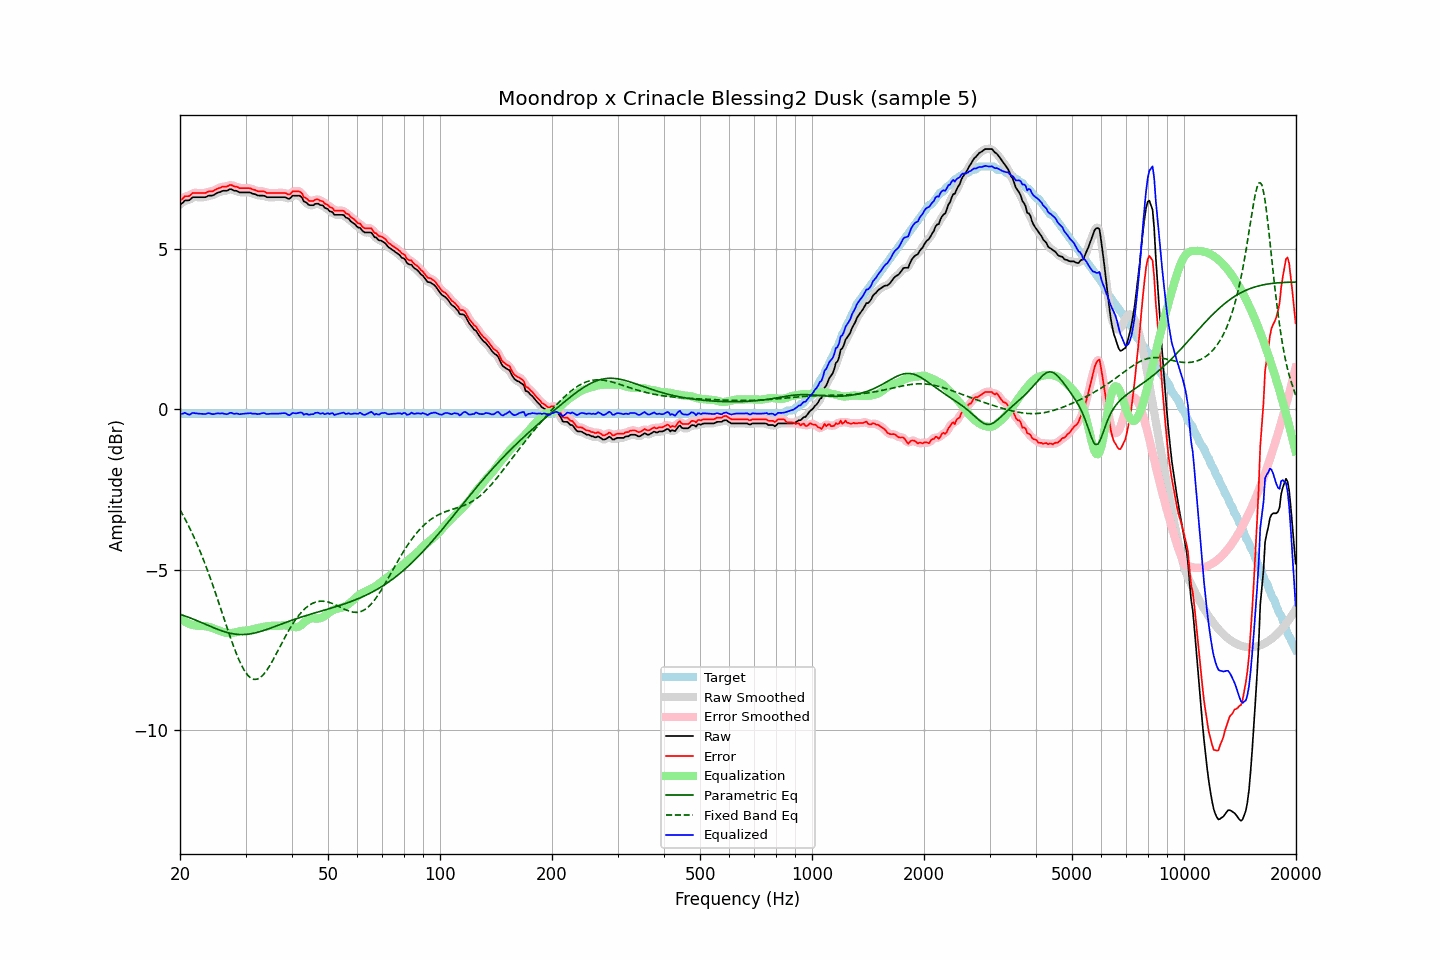 Moondrop x Crinacle Blessing2 Dusk (sample 5)
Amplitude (dBr)
5
0
−5
−10
Target
Raw Smoothed
Error Smoothed
Raw
Error
Equalization
Parametric Eq
Fixed Band Eq
Equalized
20 50 100 200 500 1000 2000 5000 10000 20000
Frequency (Hz)